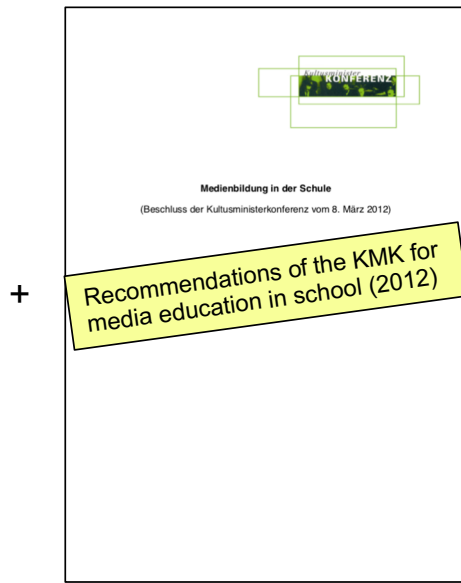 Kultusminister
KONFERENZ
Medienbildung in der Schule
(Beschluss der Kultusministerkonferenz vom 8. März 2012)
+
Recommendations of the KMK for
media education in school (2012)